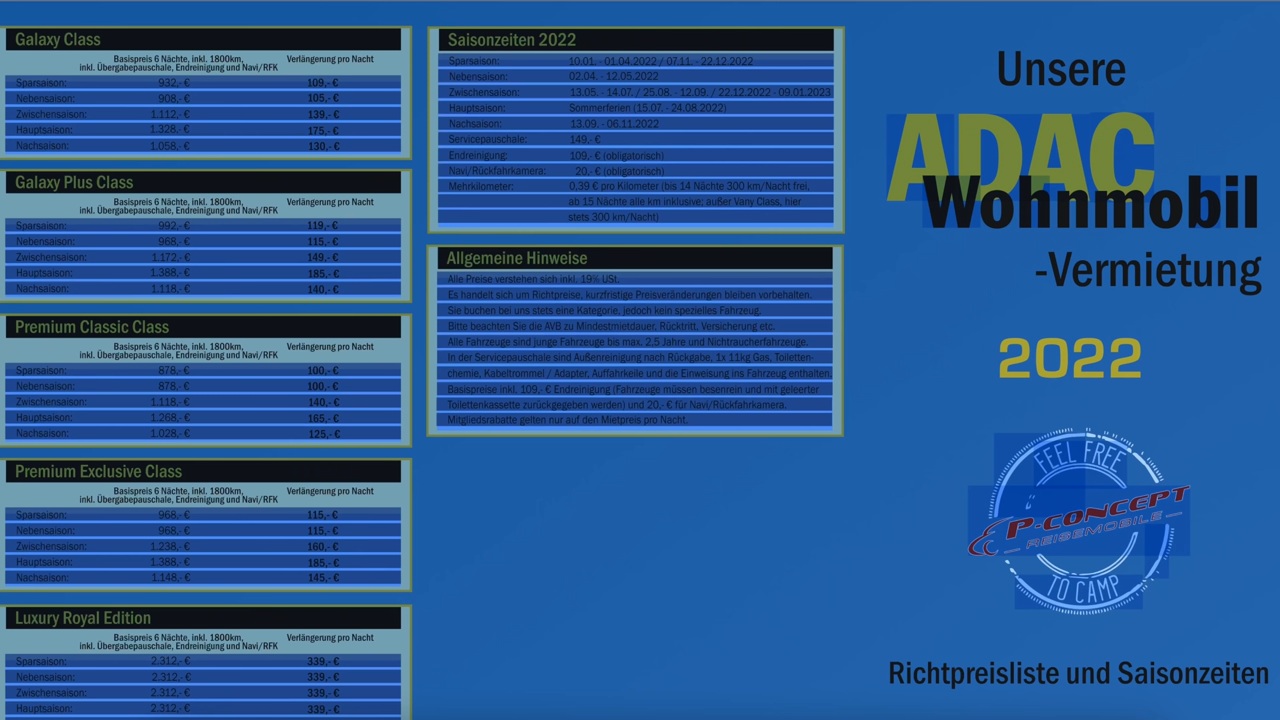 Galaxy Class
Basispreis 6 Nächte, inkl. 1800km, Verlängerung pro Nacht
inkl. Übergabepauschale, Endreinigung und Navi/RFK
Sparsaison: 932,- € 109,- €
Nebensaison: 908,- € 105,- €
Zwischensaison: 1.112,- € 139,- €
Hauptsaison: 1.328,- € 175,- €
Nachsaison: 1.058,- € 130,- €
Galaxy Plus Class
Basispreis 6 Nächte, inkl. 1800km, Verlängerung pro Nacht
inkl. Übergabepauschale, Endreinigung und Navi/RFK
Sparsaison: 992,- € 119,- €
Nebensaison: 968,- € 115,- €
Zwischensaison: 1.172,- € 149,- €
Hauptsaison: 1.388,- € 185,- €
Nachsaison: 1.118,- € 140,- €
Premium Classic Class
Basispreis 6 Nächte, inkl. 1800km, Verlängerung pro Nacht
inkl. Übergabepauschale, Endreinigung und Navi/RFK
Sparsaison: 878,- € 100,- €
Nebensaison: 878,- € 100,- €
Zwischensaison: 1.118,- € 140,- €
Hauptsaison: 1.268,- € 165,- €
Nachsaison: 1.028,- € 125,- €
Premium Exclusive Class
Basispreis 6 Nächte, inkl. 1800km, Verlängerung pro Nacht
inkl. Übergabepauschale, Endreinigung und Navi/RFK
Sparsaison: 968,- € 115,- €
Nebensaison: 968,- € 115,- €
Zwischensaison: 1.238,- € 160,- €
Hauptsaison: 1.388,- € 185,- €
Nachsaison: 1.148,- € 145,- €
Luxury Royal Edition
Basispreis 6 Nächte, inkl. 1800km, Verlängerung pro Nacht
inkl. Übergabepauschale, Endreinigung und Navi/RFK
Sparsaison: 2.312,- € 339,- €
Nebensaison: 2.312,- € 339,- €
Zwischensaison: 2.312,- € 339,- €
Hauptsaison: 2.312,- € 339,- €
Saisonzeiten 2022
Sparsaison: 10.01. - 01.04.2022 / 07.11. - 22.12.2022
Nebensaison: 02.04. - 12.05.2022
Zwischensaison: 13.05. - 14.07. / 25.08. - 12.09. / 22.12.2022 - 09.01.2023
Hauptsaison: Sommerferien (15.07. - 24.08.2022)
Nachsaison: 13.09. - 06.11.2022
Servicepauschale: 149,- €
Endreinigung: 109,- € (obligatorisch)
Navi/Rückfahrkamera: 20,- € (obligatorisch)
Mehrkilometer: 0,39 € pro Kilometer (bis 14 Nächte 300 km/Nacht frei,
ab 15 Nächte alle km inklusive; außer Vany Class, hier
stets 300 km/Nacht)
Allgemeine Hinweise
Alle Preise verstehen sich inkl. 19% USt.
Es handelt sich um Richtpreise, kurzfristige Preisveränderungen bleiben vorbehalten.
Sie buchen bei uns stets eine Kategorie, jedoch kein spezielles Fahrzeug.
Bitte beachten Sie die AVB zu Mindestmietdauer, Rücktritt, Versicherung etc.
Alle Fahrzeuge sind junge Fahrzeuge bis max. 2,5 Jahre und Nichtraucherfahrzeuge.
In der Servicepauschale sind Außenreinigung nach Rückgabe, 1x 11kg Gas, Toiletten-
chemie, Kabeltrommel / Adapter, Auffahrkeile und die Einweisung ins Fahrzeug enthalten.
Basispreise inkl. 109,- € Endreinigung (Fahrzeuge müssen besenrein und mit geleerter
Toilettenkassette zurückgegeben werden) und 20,- € für Navi/Rückfahrkamera.
Mitgliedsrabatte gelten nur auf den Mietpreis pro Nacht.
Unsere
ADAC
Wohnmobil
-Vermietung
2022
FEEL FREE
P-CONCEPT
REISEMOBILE
TO CAMP
Richtpreisliste und Saisonzeiten